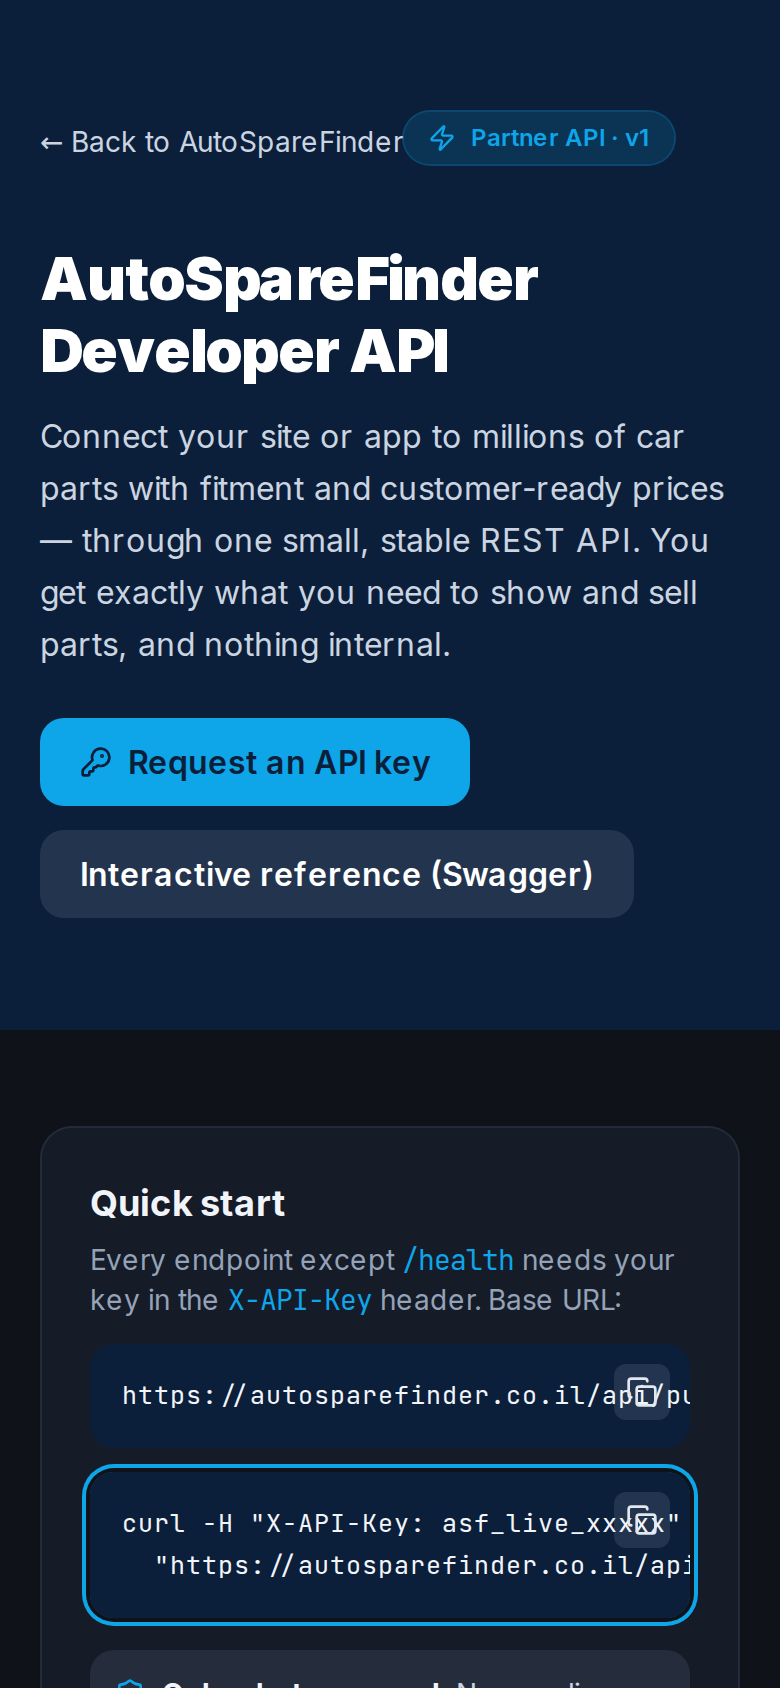 ← Back to AutoSpareFinder
Partner API · v1
AutoSpareFinder
Developer API
Connect your site or app to millions of car
parts with fitment and customer-ready prices
— through one small, stable REST API. You
get exactly what you need to show and sell
parts, and nothing internal.
Request an API key
Interactive reference (Swagger)
Quick start
Every endpoint except /health needs your
key in the X-API-Key header. Base URL:
https://autosparefinder.co.il/api/pu
curl -H "X-API-Key: asf_live_xxxxx"
"https://autosparefinder.co.il/api